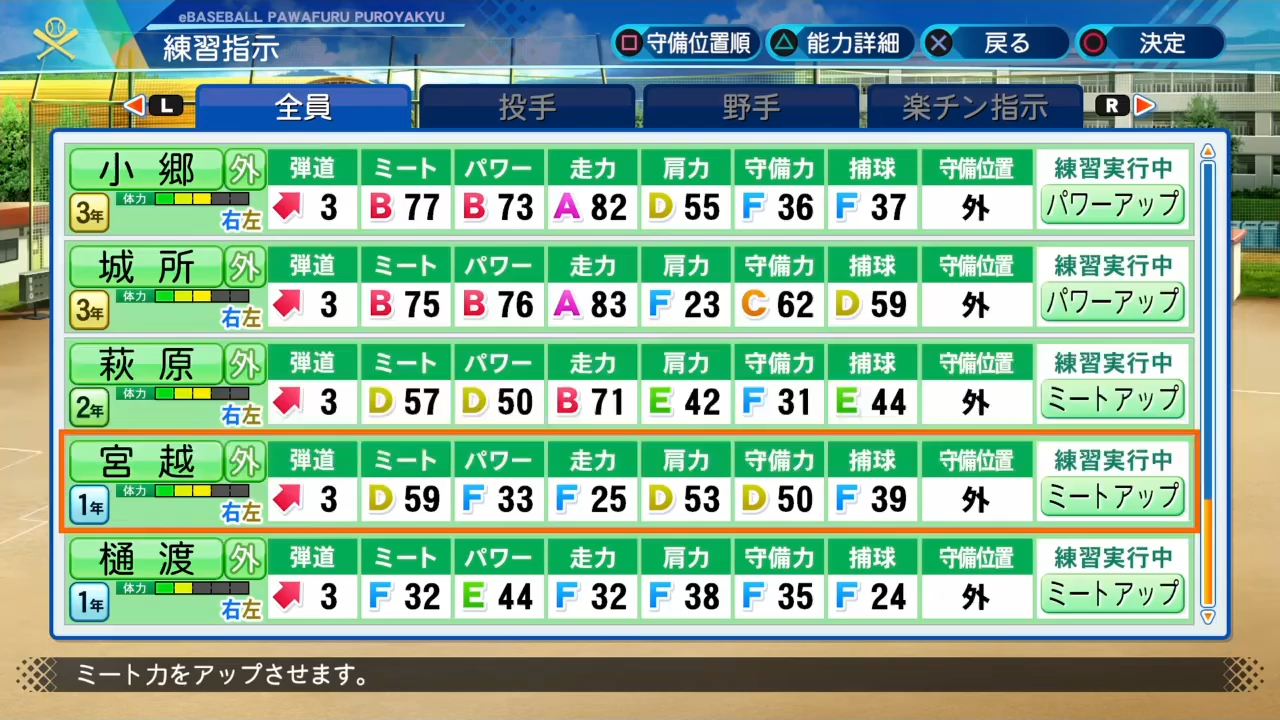 eBASEBALL PAWAFURU PUROYAKYU
練習指示
守備位置順 能力詳細 戻る 決定
L 全員 投手 野手 楽チン指示 R
小郷 外 弾道 ミート パワー 走力 肩力 守備力 捕球 守備位置 練習実行中
3年 体力 右左 3 B 77 B 73 A 82 D 55 F 36 F 37 外 パワーアップ
城所 外 弾道 ミート パワー 走力 肩力 守備力 捕球 守備位置 練習実行中
3年 体力 右左 3 B 75 B 76 A 83 F 23 C 62 D 59 外 パワーアップ
萩原 外 弾道 ミート パワー 走力 肩力 守備力 捕球 守備位置 練習実行中
2年 体力 右左 3 D 57 D 50 B 71 E 42 F 31 E 44 外 ミートアップ
宮越 外 弾道 ミート パワー 走力 肩力 守備力 捕球 守備位置 練習実行中
1年 体力 右左 3 D 59 F 33 F 25 D 53 D 50 F 39 外 ミートアップ
樋渡 外 弾道 ミート パワー 走力 肩力 守備力 捕球 守備位置 練習実行中
1年 体力 右左 3 F 32 E 44 F 32 F 38 F 35 F 24 外 ミートアップ
ミート力をアップさせます。